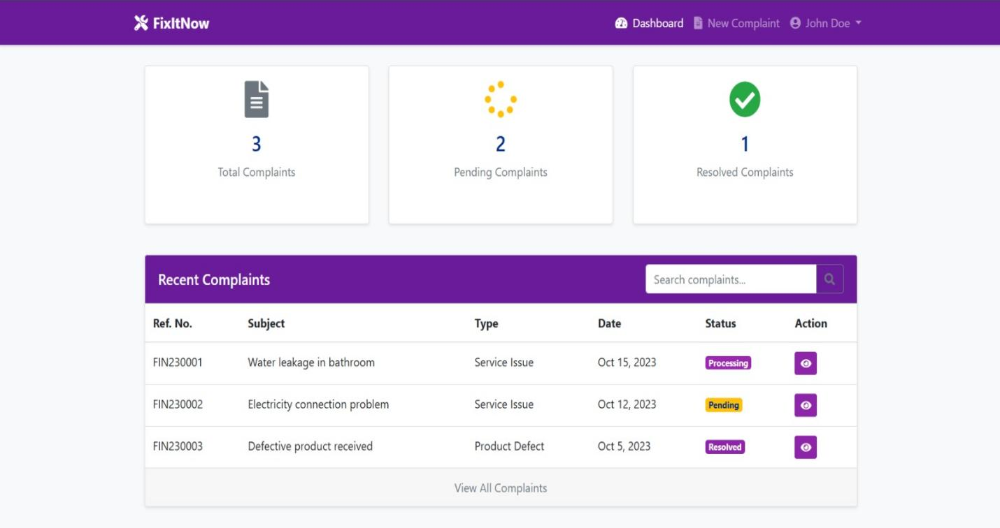 FixItNow Dashboard New Complaint John Doe
3 2 1
Total Complaints Pending Complaints Resolved Complaints
Recent Complaints Search complaints...
Ref. No. Subject Type Date Status Action
FIN230001 Water leakage in bathroom Service Issue Oct 15, 2023 Processing
FIN230002 Electricity connection problem Service Issue Oct 12, 2023 Pending
FIN230003 Defective product received Product Defect Oct 5, 2023 Resolved
View All Complaints